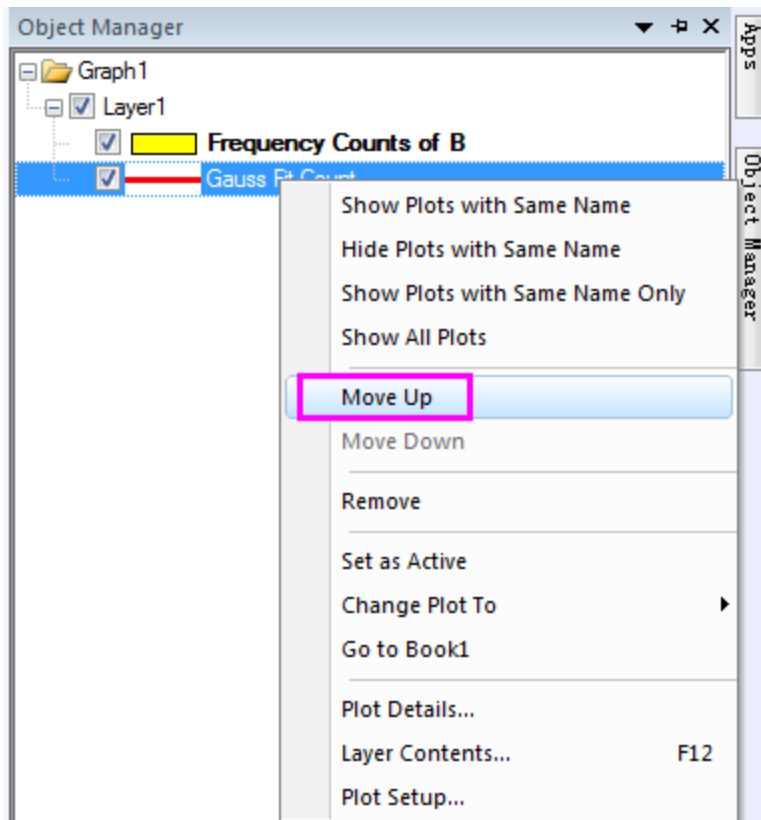 Object Manager
Apps
Graph1
Layer1
Frequency Counts of B
Gauss Fit Count
Object Manager
Show Plots with Same Name
Hide Plots with Same Name
Show Plots with Same Name Only
Show All Plots
Move Up
Move Down
Remove
Set as Active
Change Plot To
Go to Book1
Plot Details...
Layer Contents... F12
Plot Setup...